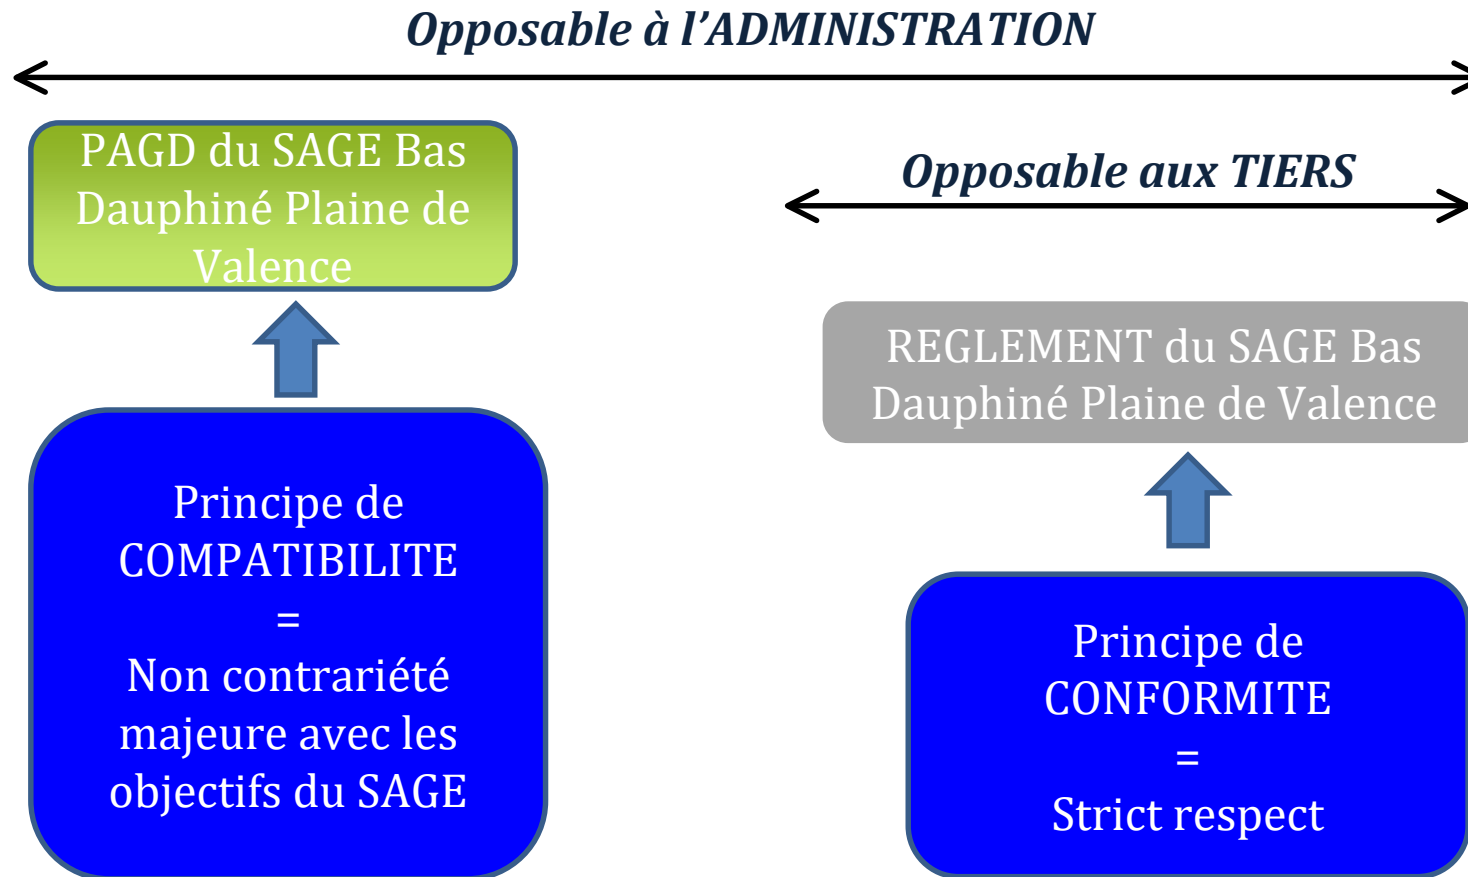 Opposable à l’ADMINISTRATION
PAGD du SAGE Bas
Dauphiné Plaine de
Valence
Opposable aux TIERS
REGLEMENT du SAGE Bas
Dauphiné Plaine de Valence
Principe de
COMPATIBILITE
=
Non contrariété
majeure avec les
objectifs du SAGE
Principe de
CONFORMITE
=
Strict respect